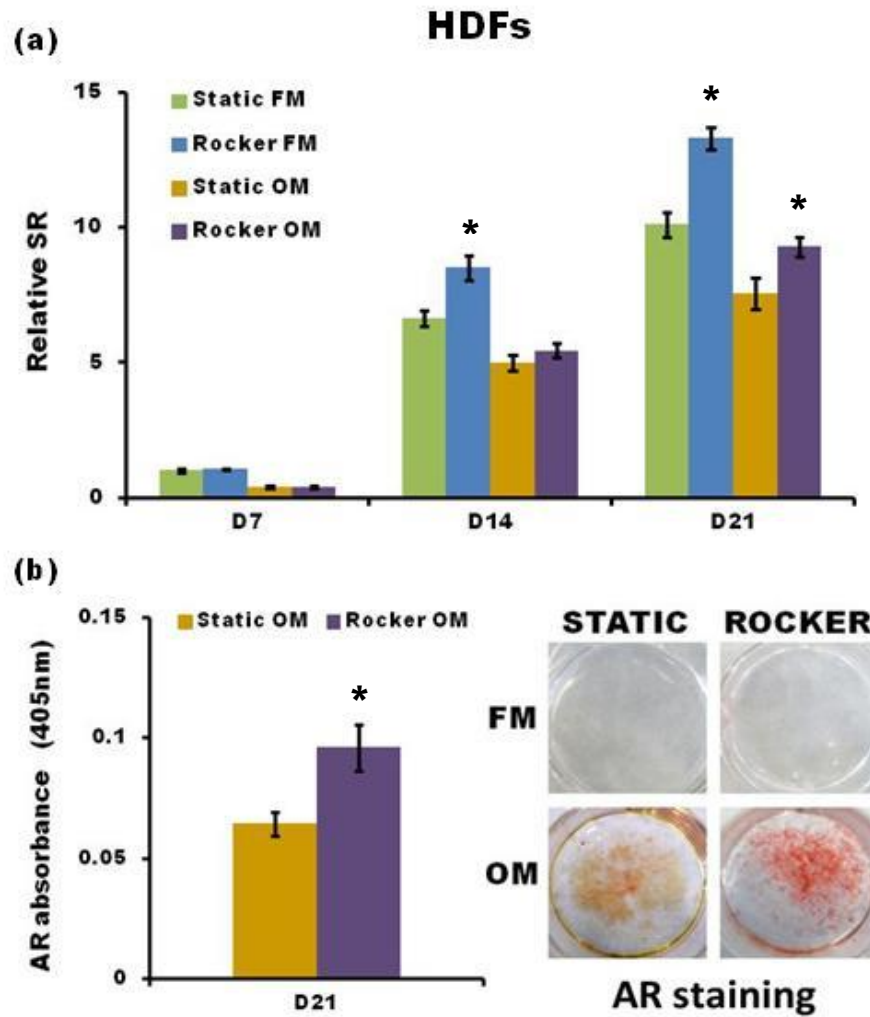 HDFs
(a)
15
10
5
0
Relative SR
Static FM
Rocker FM
Static OM
Rocker OM
*
*
*
D7 D14 D21
(b)
0.15
0.1
0.05
0
AR absorbance (405nm)
Static OM Rocker OM
*
D21
STATIC ROCKER
FM
OM
AR staining